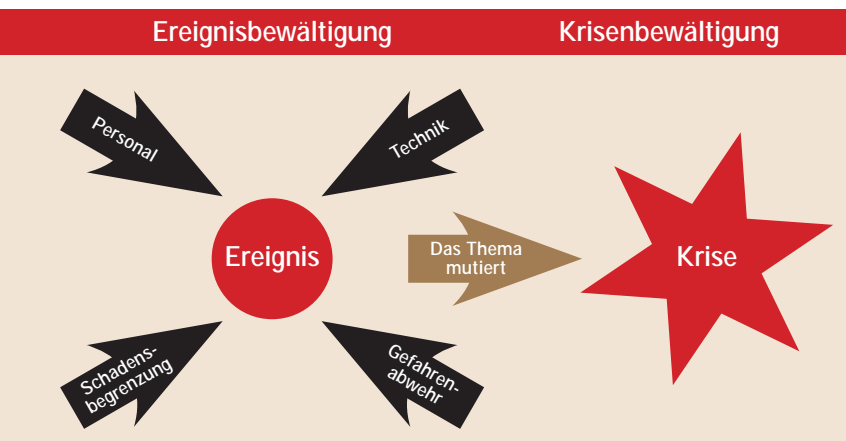 Ereignisbewältigung
Krisenbewältigung
Personal
Technik
Ereignis
Das Thema
mutiert
Krise
Schadens-
begrenzung
Gefahren-
abwehr